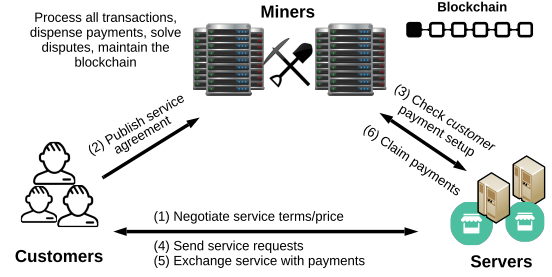 Process all transactions,
dispense payments, solve
disputes, maintain the
blockchain
Miners
Blockchain
(2) Publish service
agreement
(3) Check customer
payment setup
(6) Claim payments
(1) Negotiate service terms/price
(4) Send service requests
(5) Exchange service with payments
Customers
Servers